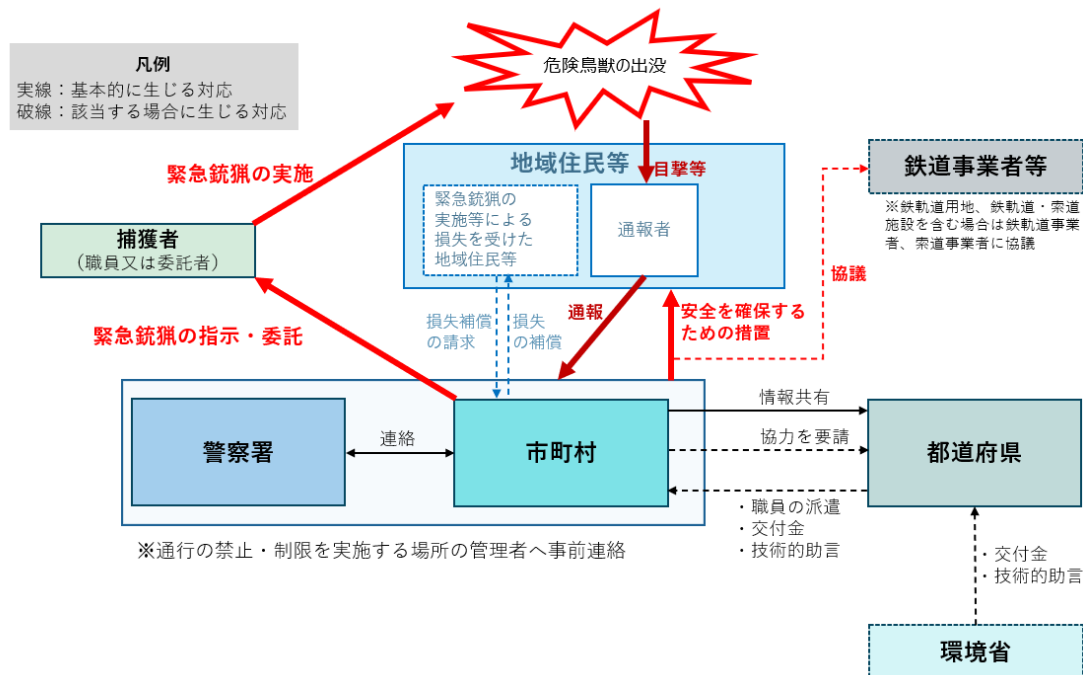 危険鳥獣の出没
凡例
実線：基本的に生じる対応
破線：該当する場合に生じる対応
地域住民等
目撃等
鉄道事業者等
緊急銃猟の実施
緊急銃猟の
実施等による
損失を受けた
地域住民等
通報者
※鉄軌道用地、鉄軌道・索道
施設を含む場合は鉄軌道事業
者、索道事業者に協議
捕獲者
（職員又は委託者）
協議
緊急銃猟の指示・委託
損失補償
の請求
損失
の補償
通報
安全を確保する
ための措置
警察署
連絡
市町村
情報共有
協力を要請
都道府県
・職員の派遣
・交付金
・技術的助言
※通行の禁止・制限を実施する場所の管理者へ事前連絡
・交付金
・技術的助言
環境省